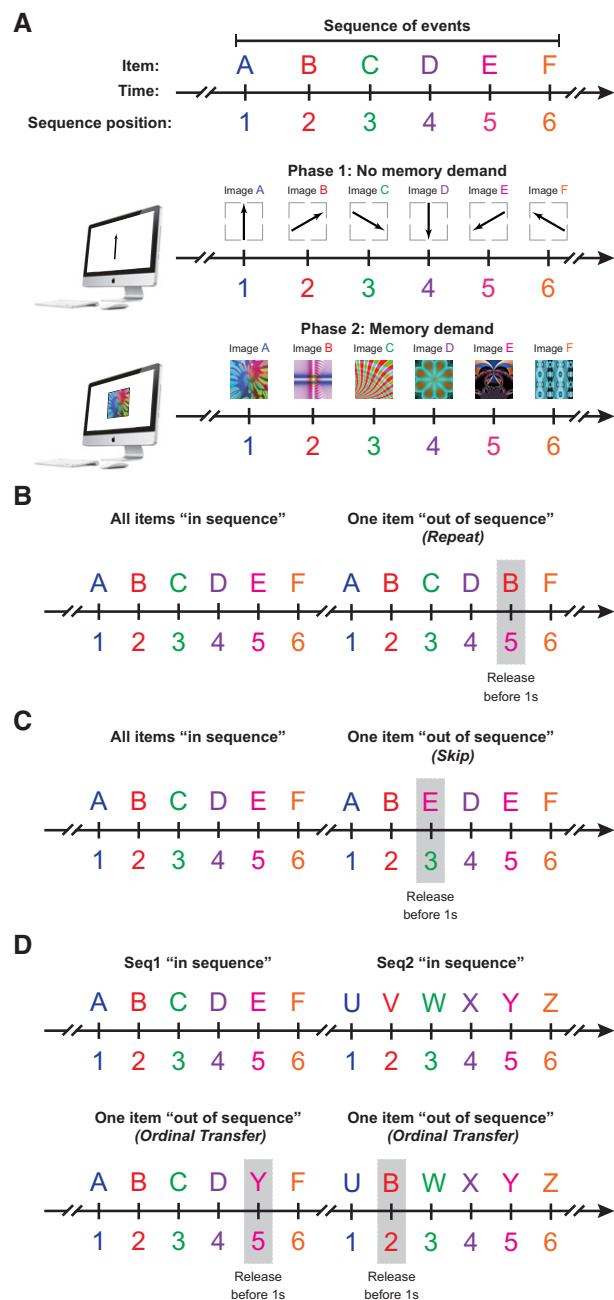 A
Sequence of events
Item: A B C D E F
Time:
Sequence position: 1 2 3 4 5 6
Phase 1: No memory demand
Image A Image B Image C Image D Image E Image F
1 2 3 4 5 6
Phase 2: Memory demand
Image A Image B Image C Image D Image E Image F
1 2 3 4 5 6
B
All items “in sequence” One item “out of sequence”
(Repeat)
A B C D E F A B C D B F
1 2 3 4 5 6 1 2 3 4 5 6
Release
before 1s
C
All items “in sequence” One item “out of sequence”
(Skip)
A B C D E F A B E D E F
1 2 3 4 5 6 1 2 3 4 5 6
Release
before 1s
D
Seq1 “in sequence” Seq2 “in sequence”
A B C D E F U V W X Y Z
1 2 3 4 5 6 1 2 3 4 5 6
One item “out of sequence” One item “out of sequence”
(Ordinal Transfer) (Ordinal Transfer)
A B C D Y F U B W X Y Z
1 2 3 4 5 6 1 2 3 4 5 6
Release Release
before 1s before 1s